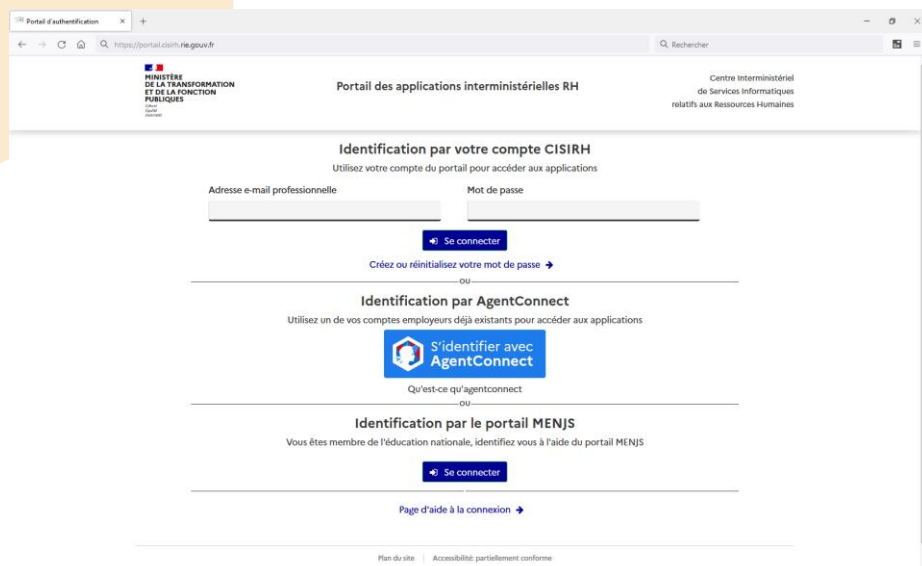 Portail d'authentification
https://portail.cisirh.rie.gouv.fr
Rechercher
MINISTÈRE
DE LA TRANSFORMATION
ET DE LA FONCTION
PUBLIQUES
Liberté
Égalité
Fraternité
Portail des applications interministérielles RH
Centre Interministériel
de Services Informatiques
relatifs aux Ressources Humaines
Identification par votre compte CISIRH
Utilisez votre compte du portail pour accéder aux applications
Adresse e-mail professionnelle
Mot de passe
Se connecter
Créez ou réinitialisez votre mot de passe
OU
Identification par AgentConnect
Utilisez un de vos comptes employeurs déjà existants pour accéder aux applications
S'identifier avec
AgentConnect
Qu'est-ce qu'agentconnect
OU
Identification par le portail MENJS
Vous êtes membre de l'éducation nationale, identifiez vous à l'aide du portail MENJS
Se connecter
Page d'aide à la connexion
Plan du site
Accessibilité: partiellement conforme